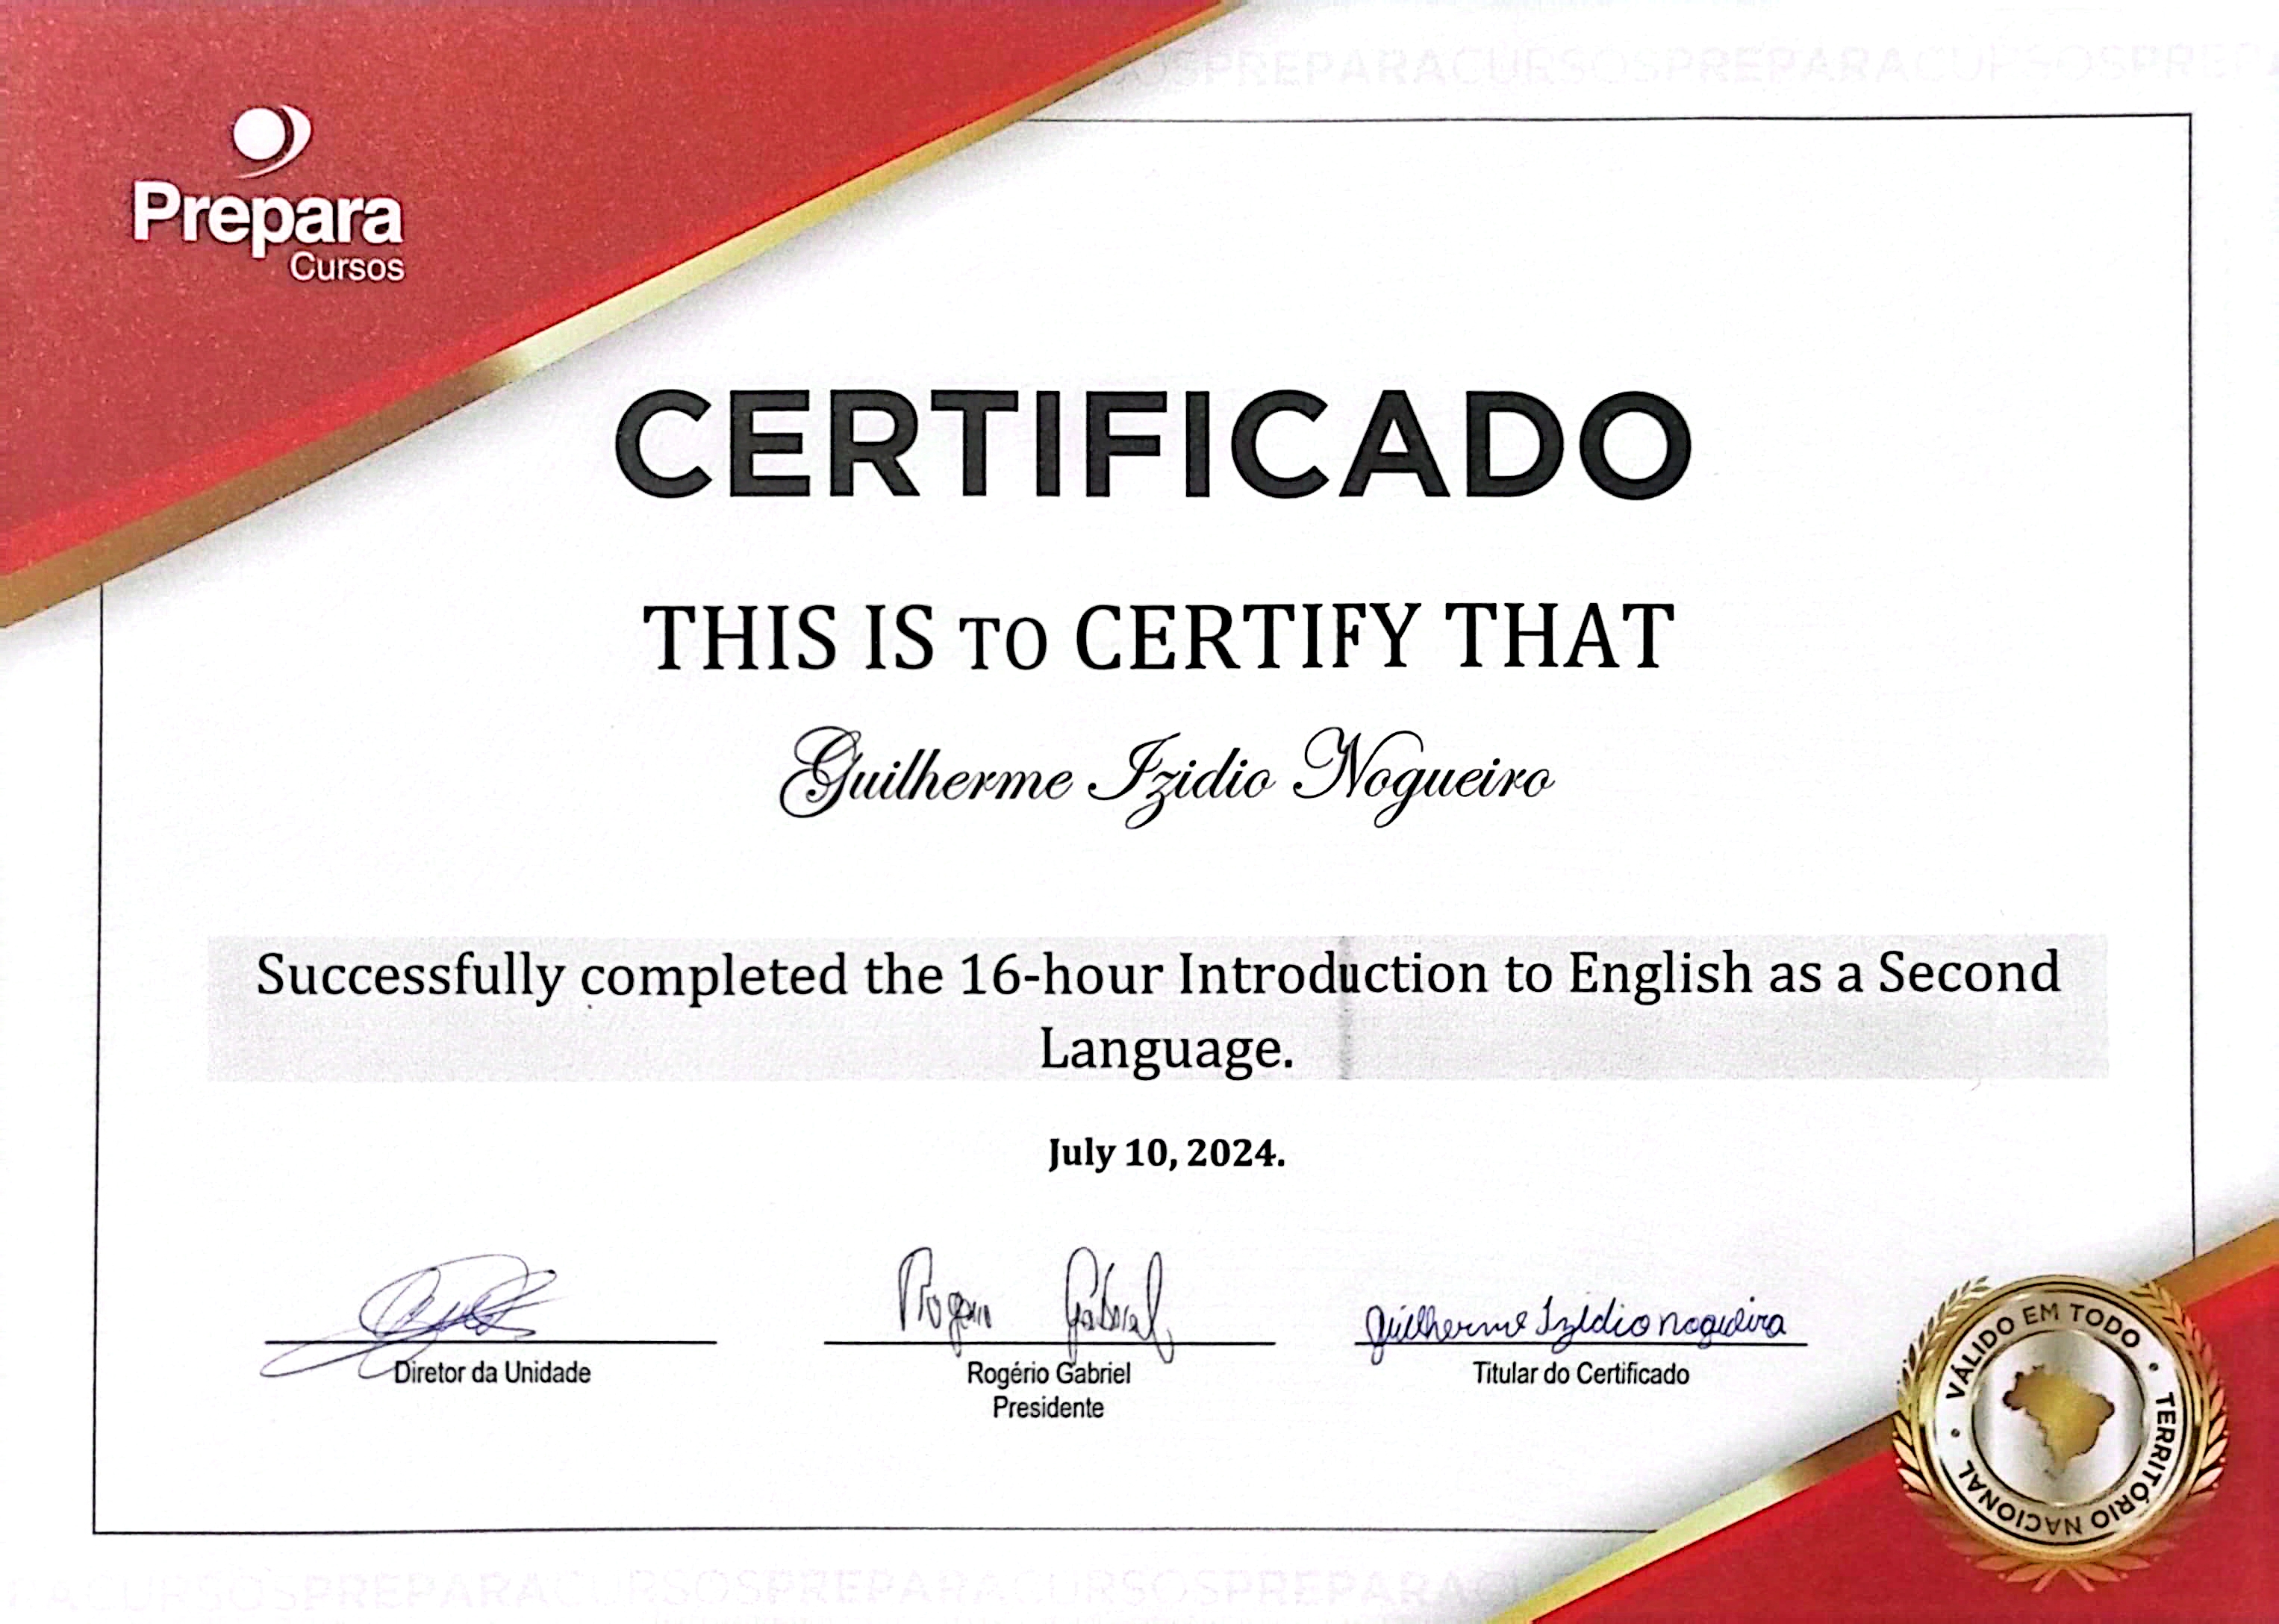 SOSPREPARACURSOSPREPARACURSOSPREPA
Prepara
Cursos
CERTIFICADO
THIS IS TO CERTIFY THAT
Guilherme Izidio Nogueiro
Successfully completed the 16-hour Introduction to English as a Second
Language.
July 10, 2024.
Rogério Gabriel
Guilherme Izidio Nogueira
Diretor da Unidade
Rogério Gabriel
Presidente
Titular do Certificado
VÁLIDO EM TODO • TERRITÓRIO NACIONAL •
RACURSOSPREPARACURSOSPREPARACURSOSPREPARAC